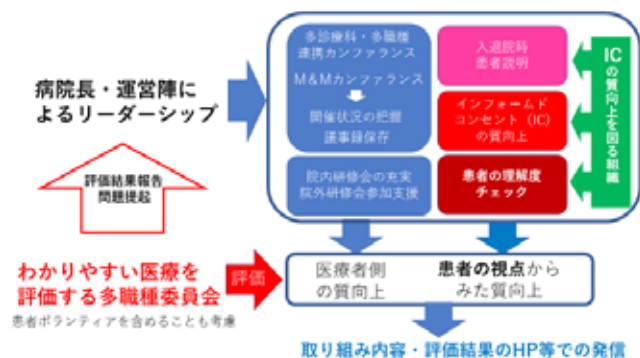 多診療科・多職種
連携カンファランス
M&Mカンファランス
開催状況の把握
議事録保存
院内研修会の充実
院外研修会参加支援
入退院時
患者説明
インフォームド
コンセント（IC）
の質向上
患者の理解度
チェック
ICの質向上を図る組織
病院長・運営陣に
よるリーダーシップ
評価結果報告
問題提起
わかりやすい医療を
評価する多職種委員会
患者ボランティアを含めることも考慮
評価
医療者側
の質向上
患者の視点から
みた質向上
取り組み内容・評価結果のHP等での発信